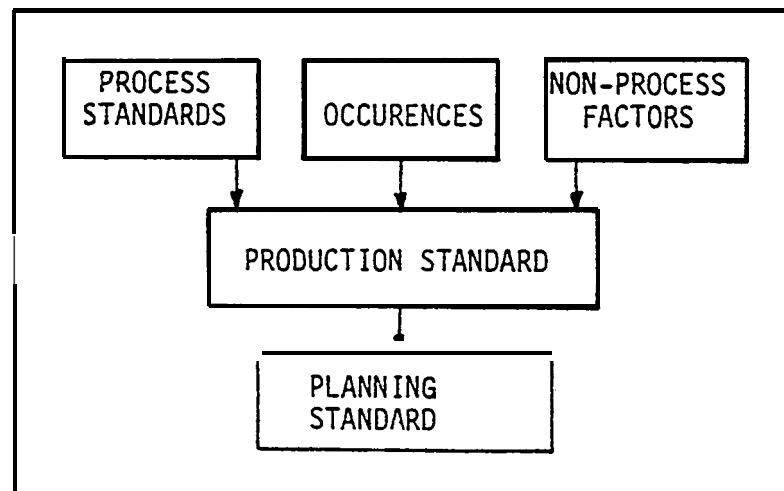 PROCESS
STANDARDS
OCCURENCES
NON-PROCESS
FACTORS
PRODUCTION STANDARD
PLANNING
STANDARD